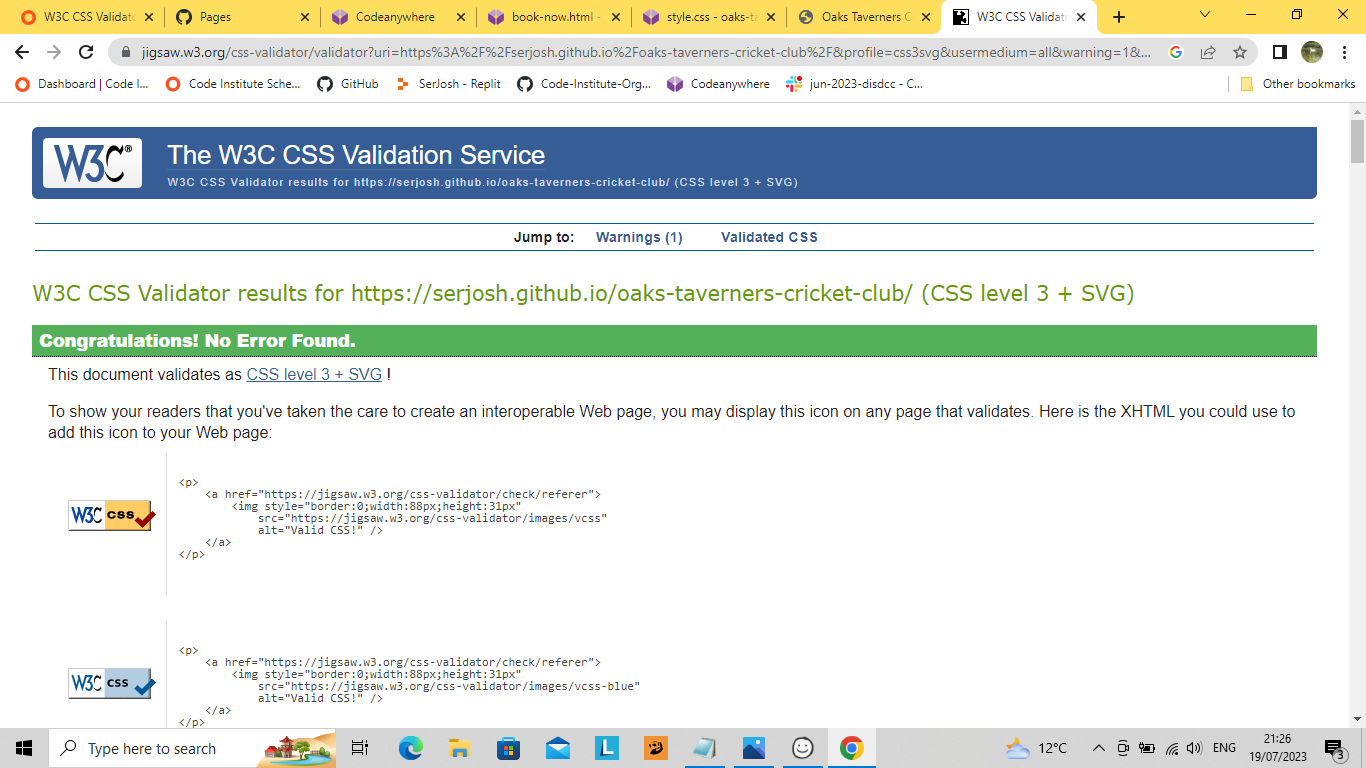 W3C CSS Validato
Pages
Codeanywhere
book-now.html -
style.css - oaks-ta
Oaks Taverners C
W3C CSS Validato
jigsaw.w3.org/css-validator/validator?uri=https%3A%2F%2Fserjosh.github.io%2Foaks-taverners-cricket-club%2F&profile=css3svg&usermedium=all&warning=1&...
Dashboard | Code I...
Code Institute Sche...
GitHub
SerJosh - Replit
Code-Institute-Org...
Codeanywhere
jun-2023-disdcc - C...
Other bookmarks
W3C®
The W3C CSS Validation Service
W3C CSS Validator results for https://serjosh.github.io/oaks-taverners-cricket-club/ (CSS level 3 + SVG)
Jump to: Warnings (1) Validated CSS
W3C CSS Validator results for https://serjosh.github.io/oaks-taverners-cricket-club/ (CSS level 3 + SVG)
Congratulations! No Error Found.
This document validates as CSS level 3 + SVG !
To show your readers that you've taken the care to create an interoperable Web page, you may display this icon on any page that validates. Here is the XHTML you could use to
add this icon to your Web page:
W3C css
<p>
<a href="https://jigsaw.w3.org/css-validator/check/referer">
<img style="border:0;width:88px;height:31px"
src="https://jigsaw.w3.org/css-validator/images/vcss"
alt="Valid CSS!" />
</a>
</p>
W3C css
<p>
<a href="https://jigsaw.w3.org/css-validator/check/referer">
<img style="border:0;width:88px;height:31px"
src="https://jigsaw.w3.org/css-validator/images/vcss-blue"
alt="Valid CSS!" />
</a>
</p>
Type here to search
L
12°C
ENG
21:26
19/07/2023
3